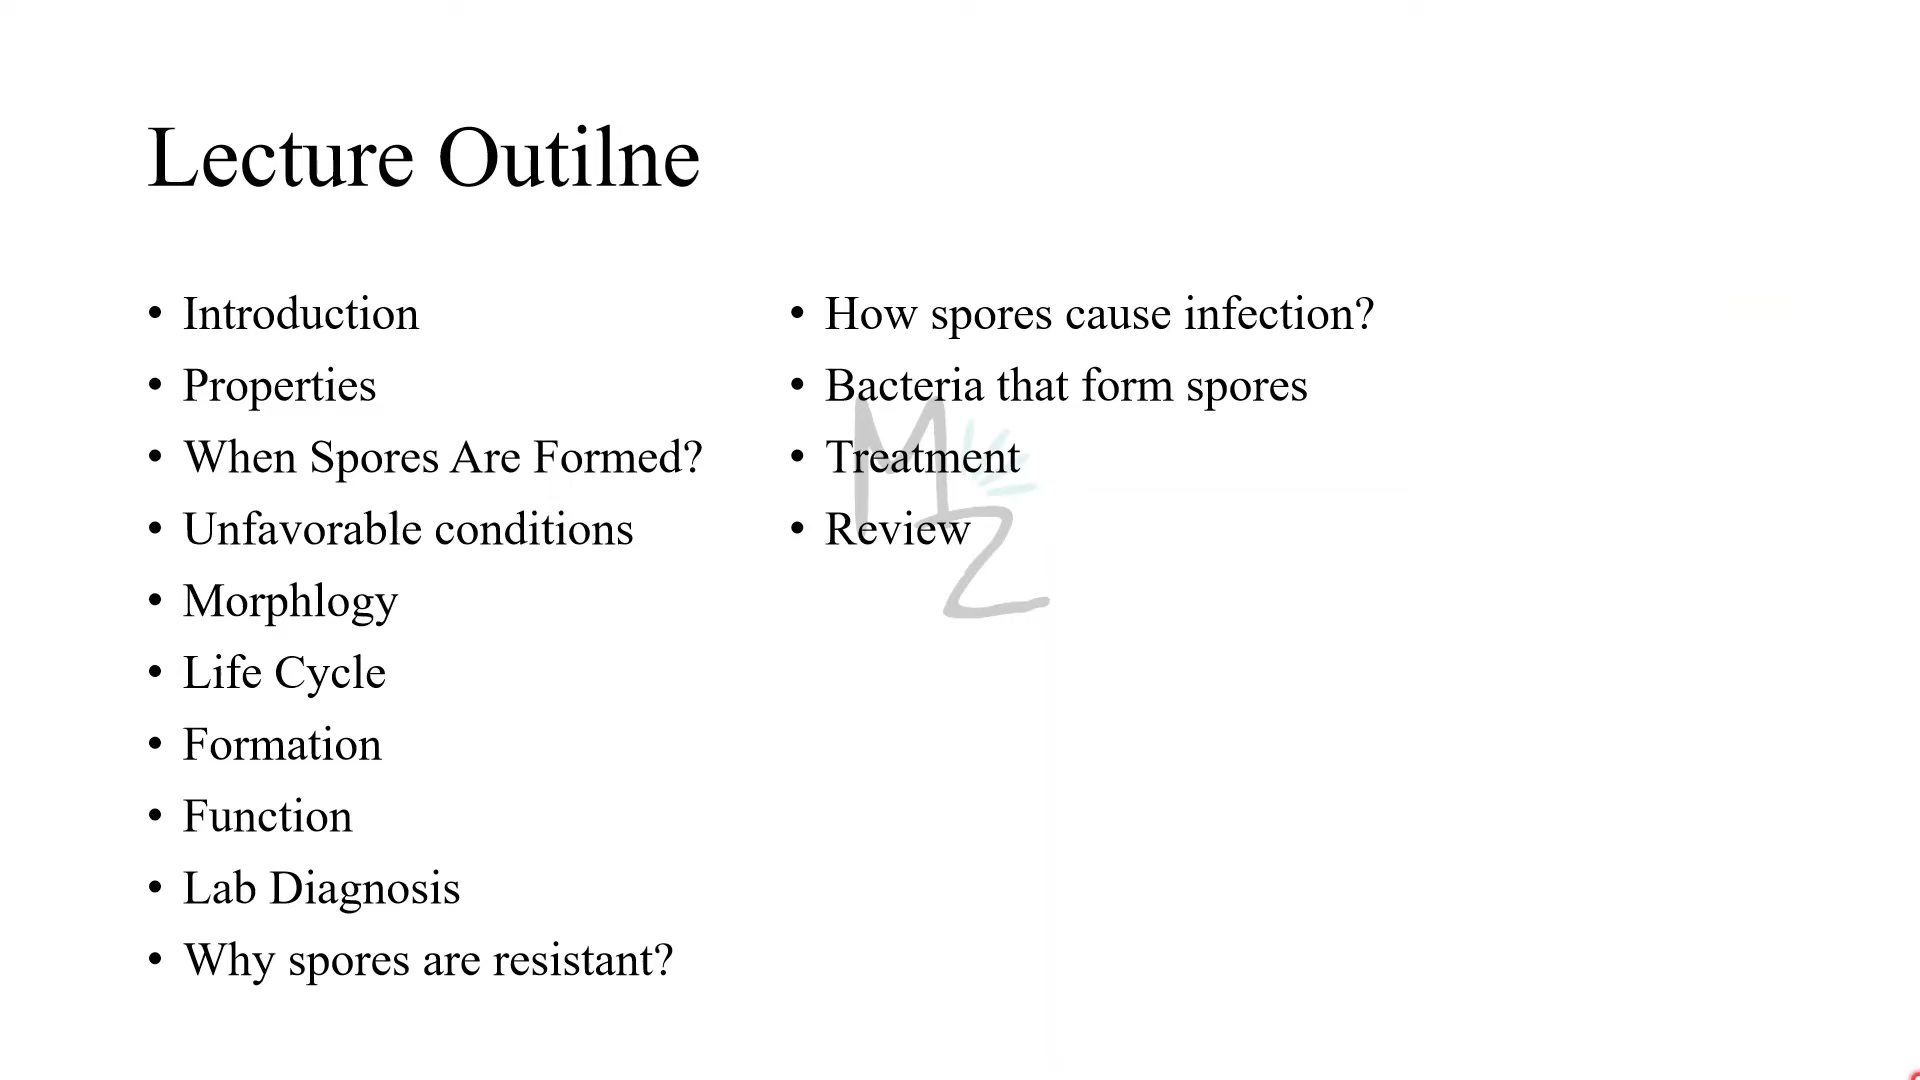 Lecture Outilne
• Introduction
• Properties
• When Spores Are Formed?
• Unfavorable conditions
• Morphlogy
• Life Cycle
• Formation
• Function
• Lab Diagnosis
• Why spores are resistant?
• How spores cause infection?
• Bacteria that form spores
• Treatment
• Review
MZ